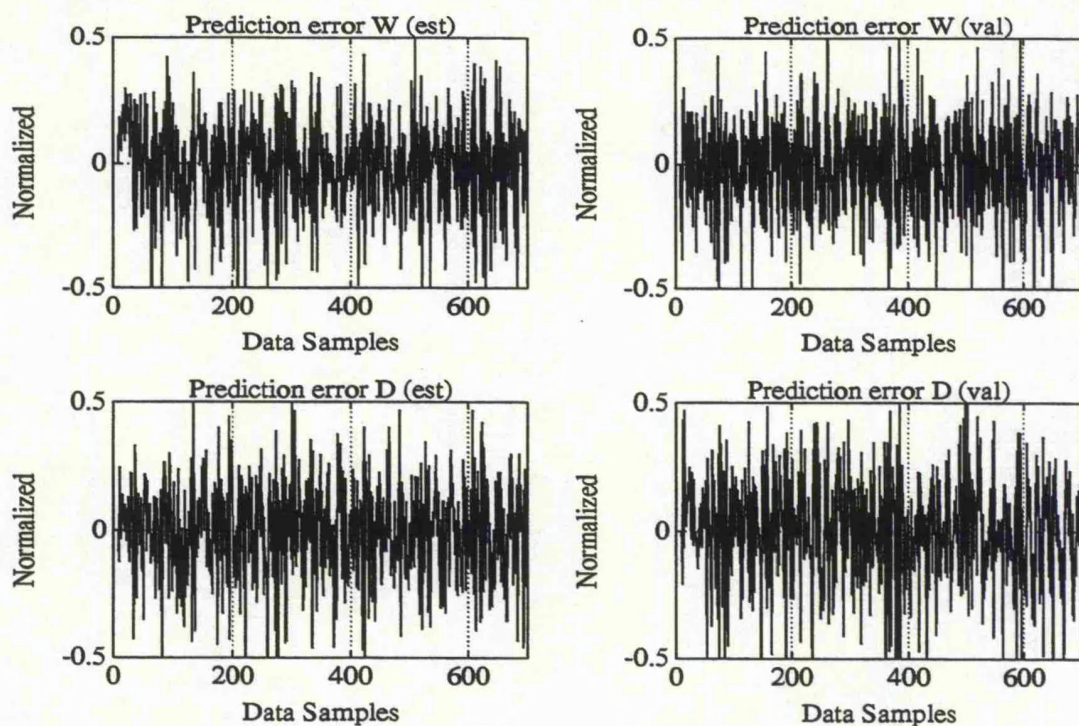 Prediction error W (est)
0.5
0
-0.5
Normalized
0
200
400
600
Data Samples
Prediction error W (val)
0.5
0
-0.5
Normalized
0
200
400
600
Data Samples
Prediction error D (est)
0.5
0
-0.5
Normalized
0
200
400
600
Data Samples
Prediction error D (val)
0.5
0
-0.5
Normalized
0
200
400
600
Data Samples